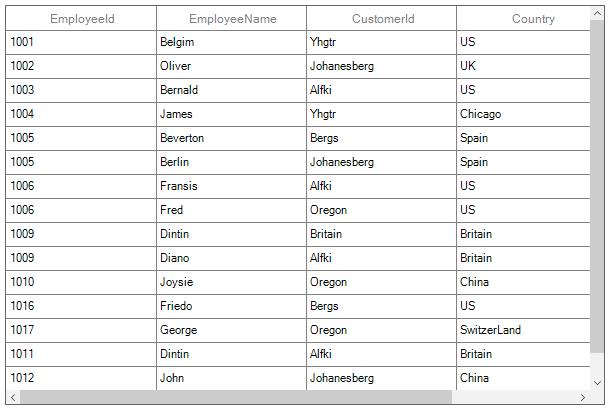 EmployeeId EmployeeName CustomerId Country
1001 Belgim Yhgtr US
1002 Oliver Johanesberg UK
1003 Bernald Alfki US
1004 James Yhgtr Chicago
1005 Beverton Bergs Spain
1005 Berlin Johanesberg Spain
1006 Fransis Alfki US
1006 Fred Oregon US
1009 Dintin Britain Britain
1009 Diano Alfki Britain
1010 Joysie Oregon China
1016 Friedo Bergs US
1017 George Oregon SwitzerLand
1011 Dintin Alfki Britain
1012 John Johanesberg China